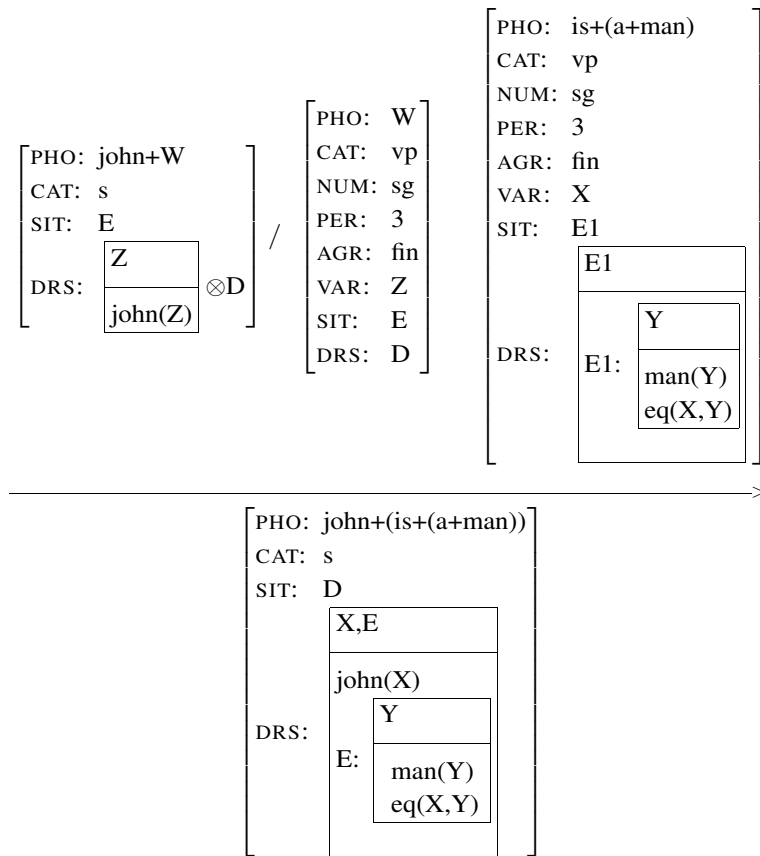 PHO: john+W
CAT: s
SIT: E
DRS: Z
john(Z)
⊗D
/
PHO: W
CAT: vp
NUM: sg
PER: 3
AGR: fin
VAR: Z
SIT: E
DRS: D
PHO: is+(a+man)
CAT: vp
NUM: sg
PER: 3
AGR: fin
VAR: X
SIT: E1
DRS:
E1
E1:
Y
man(Y)
eq(X,Y)
>
PHO: john+(is+(a+man))
CAT: s
SIT: D
DRS:
X,E
john(X)
E:
Y
man(Y)
eq(X,Y)